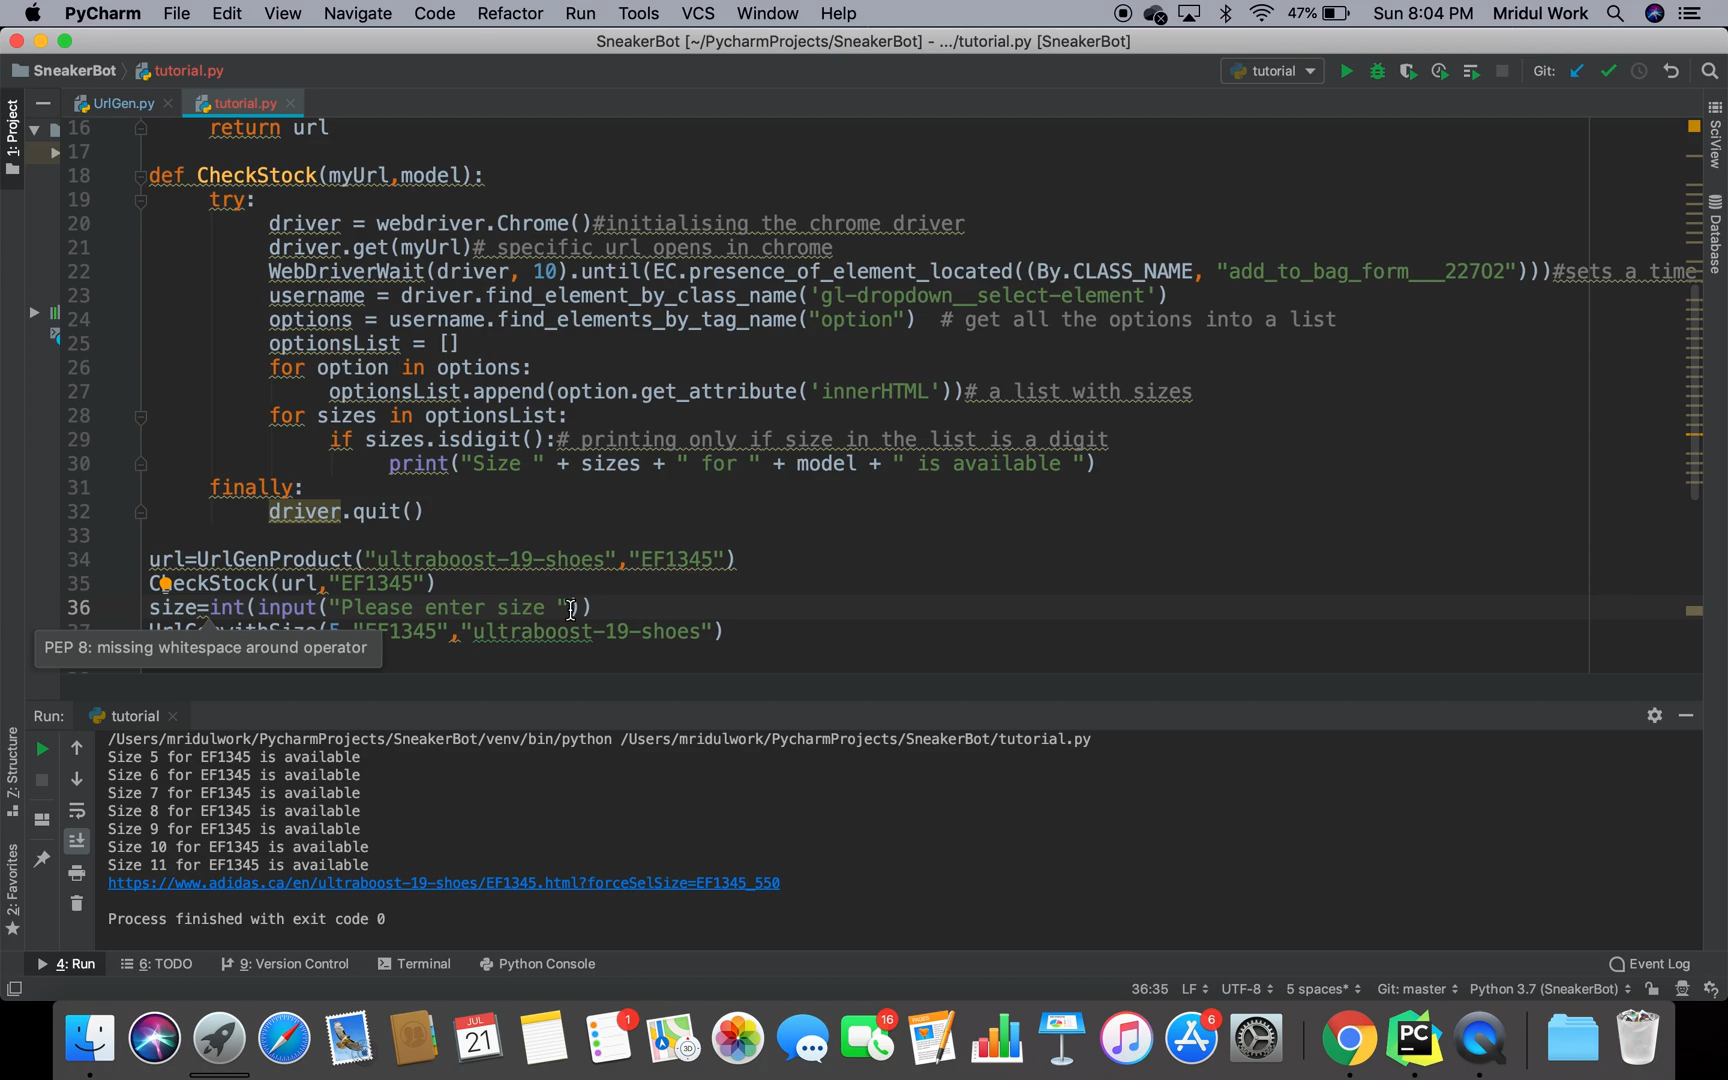 PyCharm File Edit View Navigate Code Refactor Run Tools VCS Window Help 47% Sun 8:04 PM Mridul Work
SneakerBot [~/PycharmProjects/SneakerBot] - .../tutorial.py [SneakerBot]
SneakerBot tutorial.py tutorial Git:
1: Project
UrlGen.py tutorial.py
SciView
Database
16 return url
17
18 def CheckStock(myUrl,model):
19 try:
20 driver = webdriver.Chrome()#initialising the chrome driver
21 driver.get(myUrl)# specific url opens in chrome
22 WebDriverWait(driver, 10).until(EC.presence_of_element_located((By.CLASS_NAME, "add_to_bag_form___22702")))#sets a time
23 username = driver.find_element_by_class_name('gl-dropdown__select-element')
24 options = username.find_elements_by_tag_name("option") # get all the options into a list
25 optionsList = []
26 for option in options:
27 optionsList.append(option.get_attribute('innerHTML'))# a list with sizes
28 for sizes in optionsList:
29 if sizes.isdigit():# printing only if size in the list is a digit
30 print("Size " + sizes + " for " + model + " is available ")
31 finally:
32 driver.quit()
33
34 url=UrlGenProduct("ultraboost-19-shoes","EF1345")
35 CheckStock(url,"EF1345")
36 size=int(input("Please enter size "))
"EF1345","ultraboost-19-shoes")
PEP 8: missing whitespace around operator
Run: tutorial
/Users/mridulwork/PycharmProjects/SneakerBot/venv/bin/python /Users/mridulwork/PycharmProjects/SneakerBot/tutorial.py
Size 5 for EF1345 is available
Size 6 for EF1345 is available
Size 7 for EF1345 is available
Size 8 for EF1345 is available
Size 9 for EF1345 is available
Size 10 for EF1345 is available
Size 11 for EF1345 is available
https://www.adidas.ca/en/ultraboost-19-shoes/EF1345.html?forceSelSize=EF1345_550
Process finished with exit code 0
Z: Structure
2: Favorites
4: Run 6: TODO 9: Version Control Terminal Python Console Event Log
36:35 LF UTF-8 5 spaces* Git: master Python 3.7 (SneakerBot)
JUL
21
1
3D
16
PAGES
6
PC